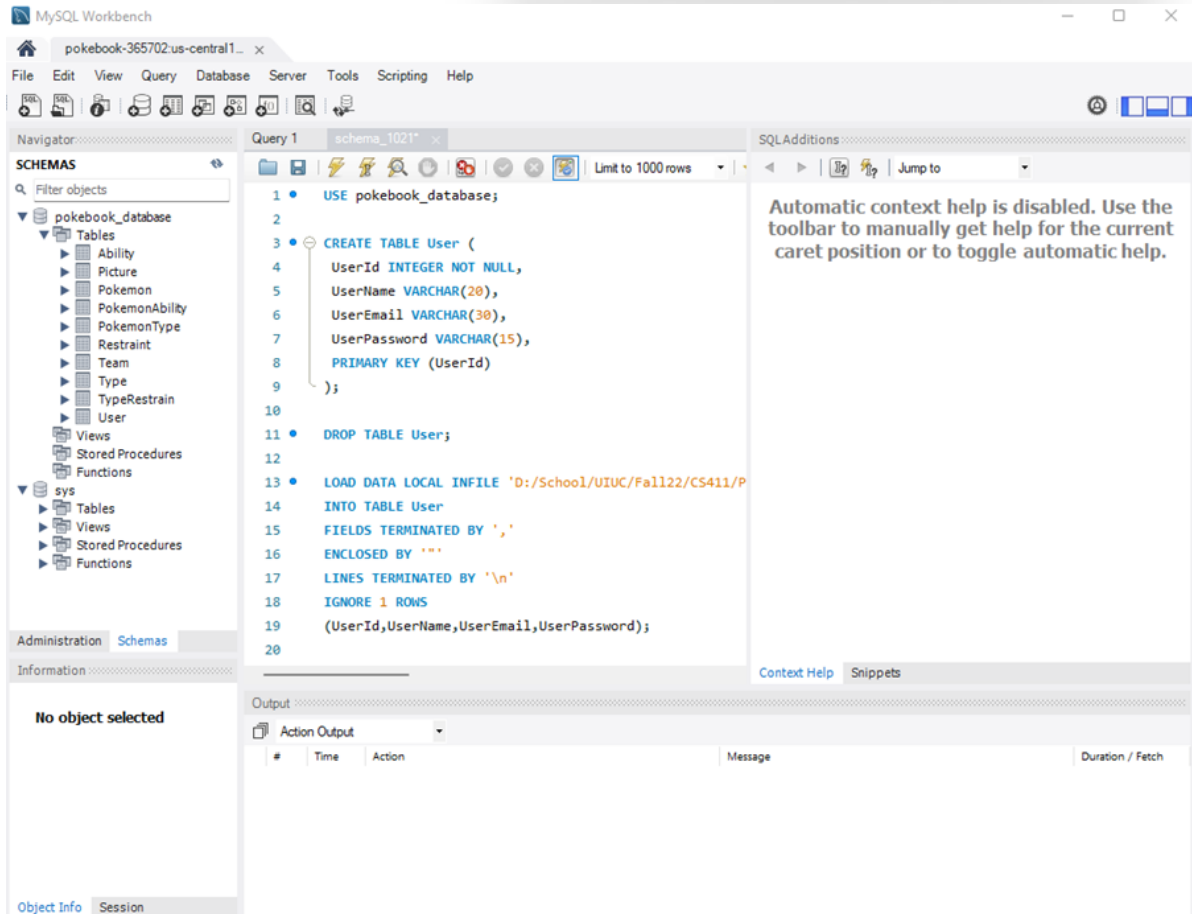 MySQL Workbench
pokebook-365702:us-central1...
File Edit View Query Database Server Tools Scripting Help
Navigator
SCHEMAS
Filter objects
pokebook_database
Tables
Ability
Picture
Pokemon
PokemonAbility
PokemonType
Restraint
Team
Type
TypeRestrain
User
Views
Stored Procedures
Functions
sys
Tables
Views
Stored Procedures
Functions
Administration Schemas
Information
No object selected
Object Info Session
Query 1 schema_1021*
Limit to 1000 rows
1 USE pokebook_database;
2
3 CREATE TABLE User (
4 UserId INTEGER NOT NULL,
5 UserName VARCHAR(20),
6 UserEmail VARCHAR(30),
7 UserPassword VARCHAR(15),
8 PRIMARY KEY (UserId)
9 );
10
11 DROP TABLE User;
12
13 LOAD DATA LOCAL INFILE 'D:/School/UIUC/Fall22/CS411/P
14 INTO TABLE User
15 FIELDS TERMINATED BY ','
16 ENCLOSED BY '"'
17 LINES TERMINATED BY '\n'
18 IGNORE 1 ROWS
19 (UserId,UserName,UserEmail,UserPassword);
20
SQLAdditions
Jump to
Automatic context help is disabled. Use the
toolbar to manually get help for the current
caret position or to toggle automatic help.
Context Help Snippets
Output
Action Output
# Time Action Message Duration / Fetch